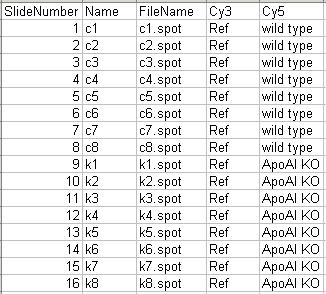 SlideNumber Name FileName Cy3 Cy5
1 c1 c1.spot Ref wild type
2 c2 c2.spot Ref wild type
3 c3 c3.spot Ref wild type
4 c4 c4.spot Ref wild type
5 c5 c5.spot Ref wild type
6 c6 c6.spot Ref wild type
7 c7 c7.spot Ref wild type
8 c8 c8.spot Ref wild type
9 k1 k1.spot Ref ApoAI KO
10 k2 k2.spot Ref ApoAI KO
11 k3 k3.spot Ref ApoAI KO
12 k4 k4.spot Ref ApoAI KO
13 k5 k5.spot Ref ApoAI KO
14 k6 k6.spot Ref ApoAI KO
15 k7 k7.spot Ref ApoAI KO
16 k8 k8.spot Ref ApoAI KO